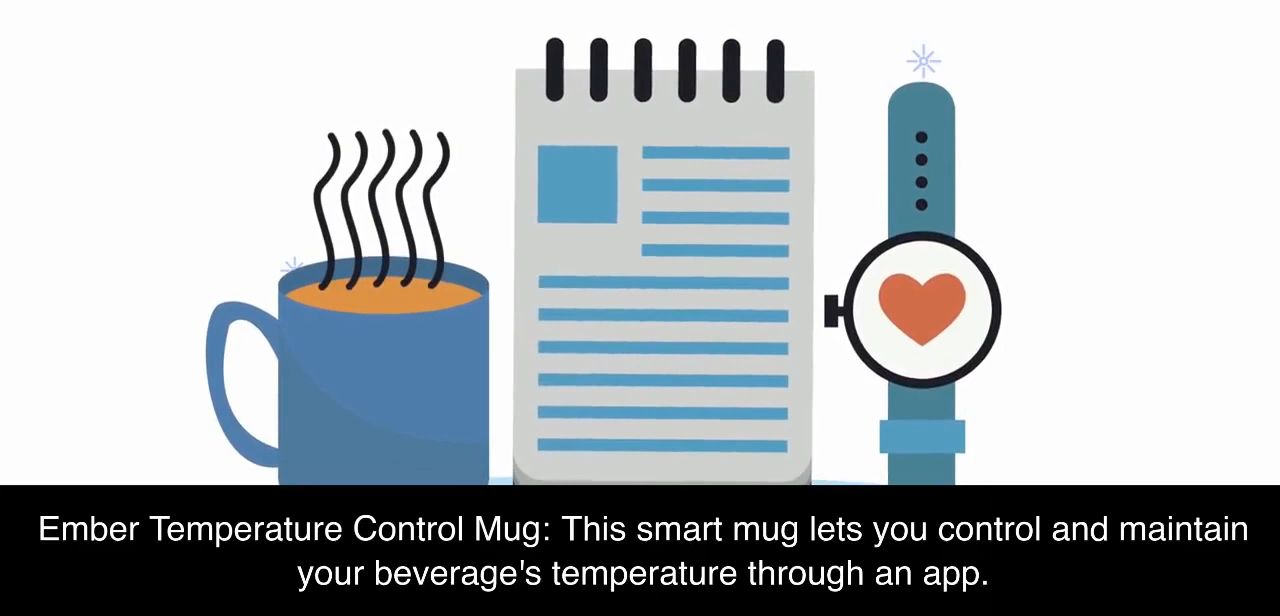 Ember Temperature Control Mug: This smart mug lets you control and maintain
your beverage's temperature through an app.